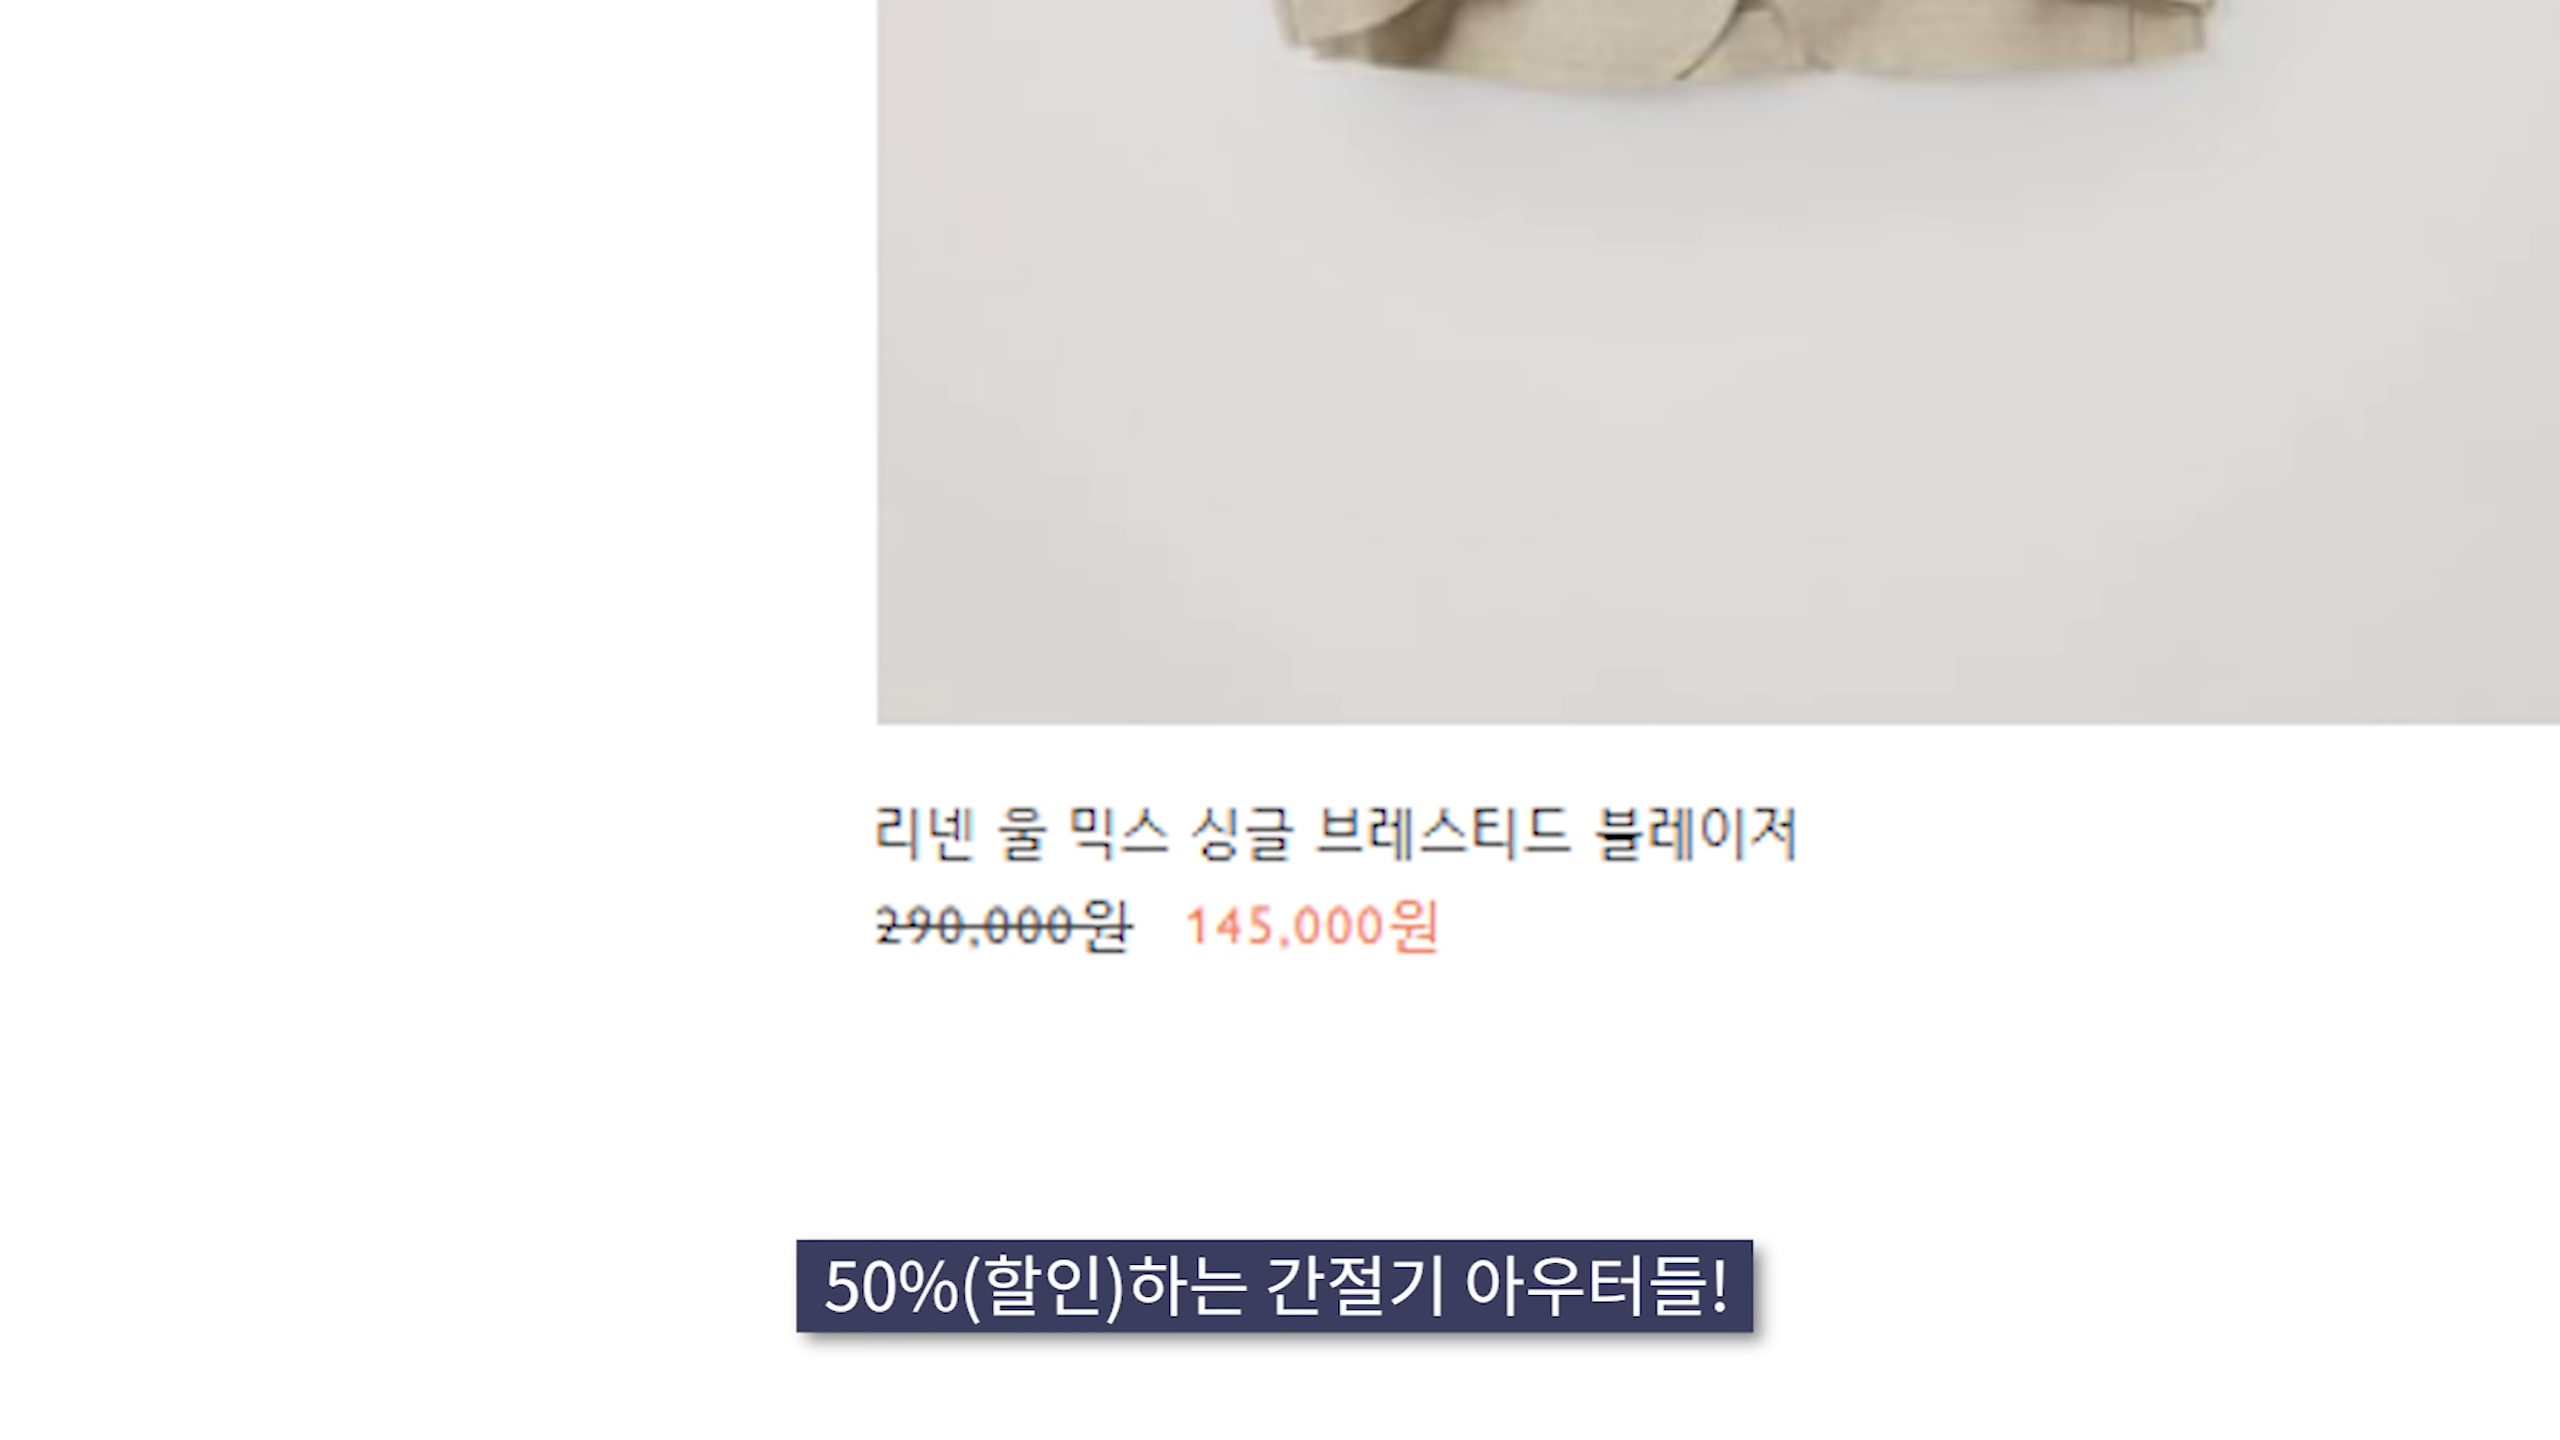 리넨 울 믹스 싱글 브레스티드 블레이저
290,000원 145,000원
50%(할인)하는 간절기 아우터들!